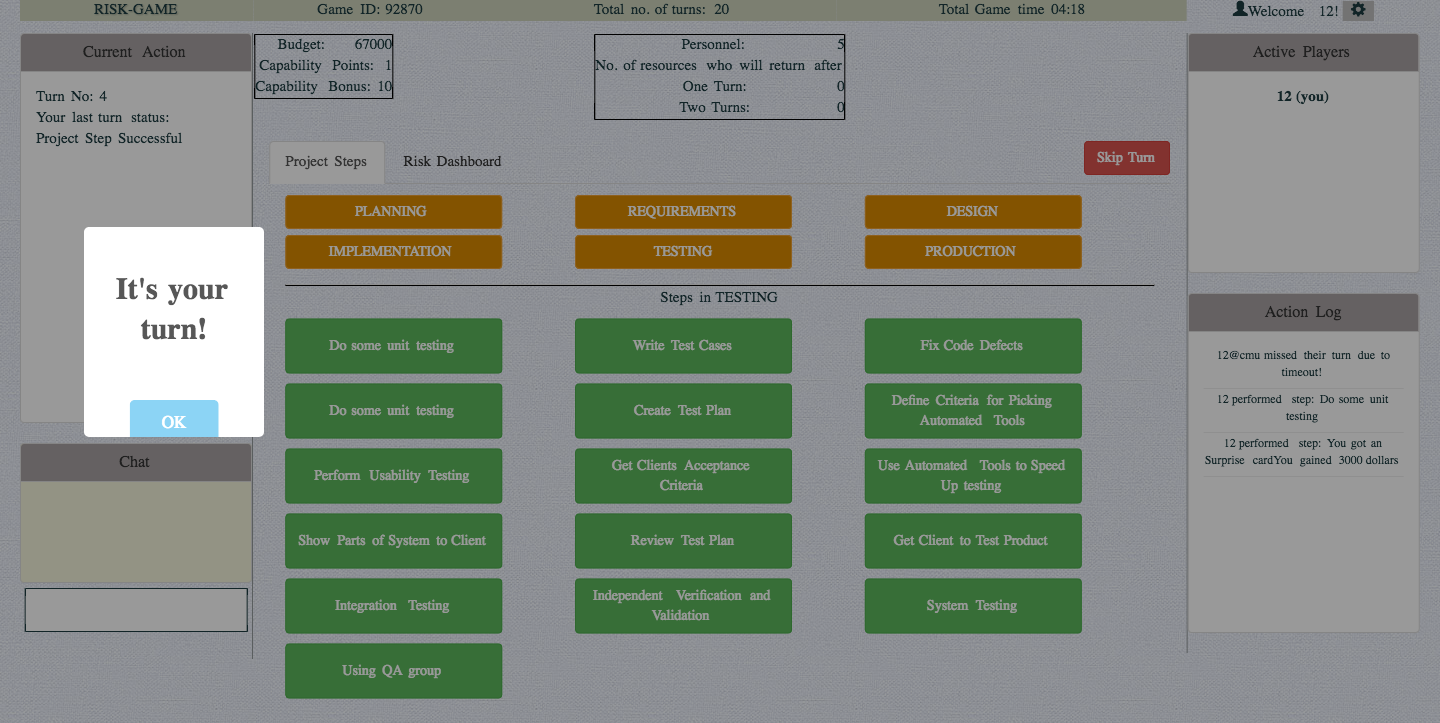 RISK-GAME
Game ID: 92870
Total no. of turns: 20
Total Game time 04:18
Welcome 12!
Current Action
Turn No: 4
Your last turn status:
Project Step Successful
Budget: 67000
Capability Points: 1
Capability Bonus: 10
Personnel: 5
No. of resources who will return after
One Turn: 0
Two Turns: 0
Project Steps
Risk Dashboard
Skip Turn
PLANNING
REQUIREMENTS
DESIGN
IMPLEMENTATION
TESTING
PRODUCTION
Steps in TESTING
Do some unit testing
Write Test Cases
Fix Code Defects
Do some unit testing
Create Test Plan
Define Criteria for Picking
Automated Tools
Perform Usability Testing
Get Clients Acceptance
Criteria
Use Automated Tools to Speed
Up testing
Show Parts of System to Client
Review Test Plan
Get Client to Test Product
Integration Testing
Independent Verification and
Validation
System Testing
Using QA group
It's your
turn!
OK
Chat
Active Players
12 (you)
Action Log
12@cmu missed their turn due to
timeout!
12 performed step: Do some unit
testing
12 performed step: You got an
Surprise cardYou gained 3000 dollars